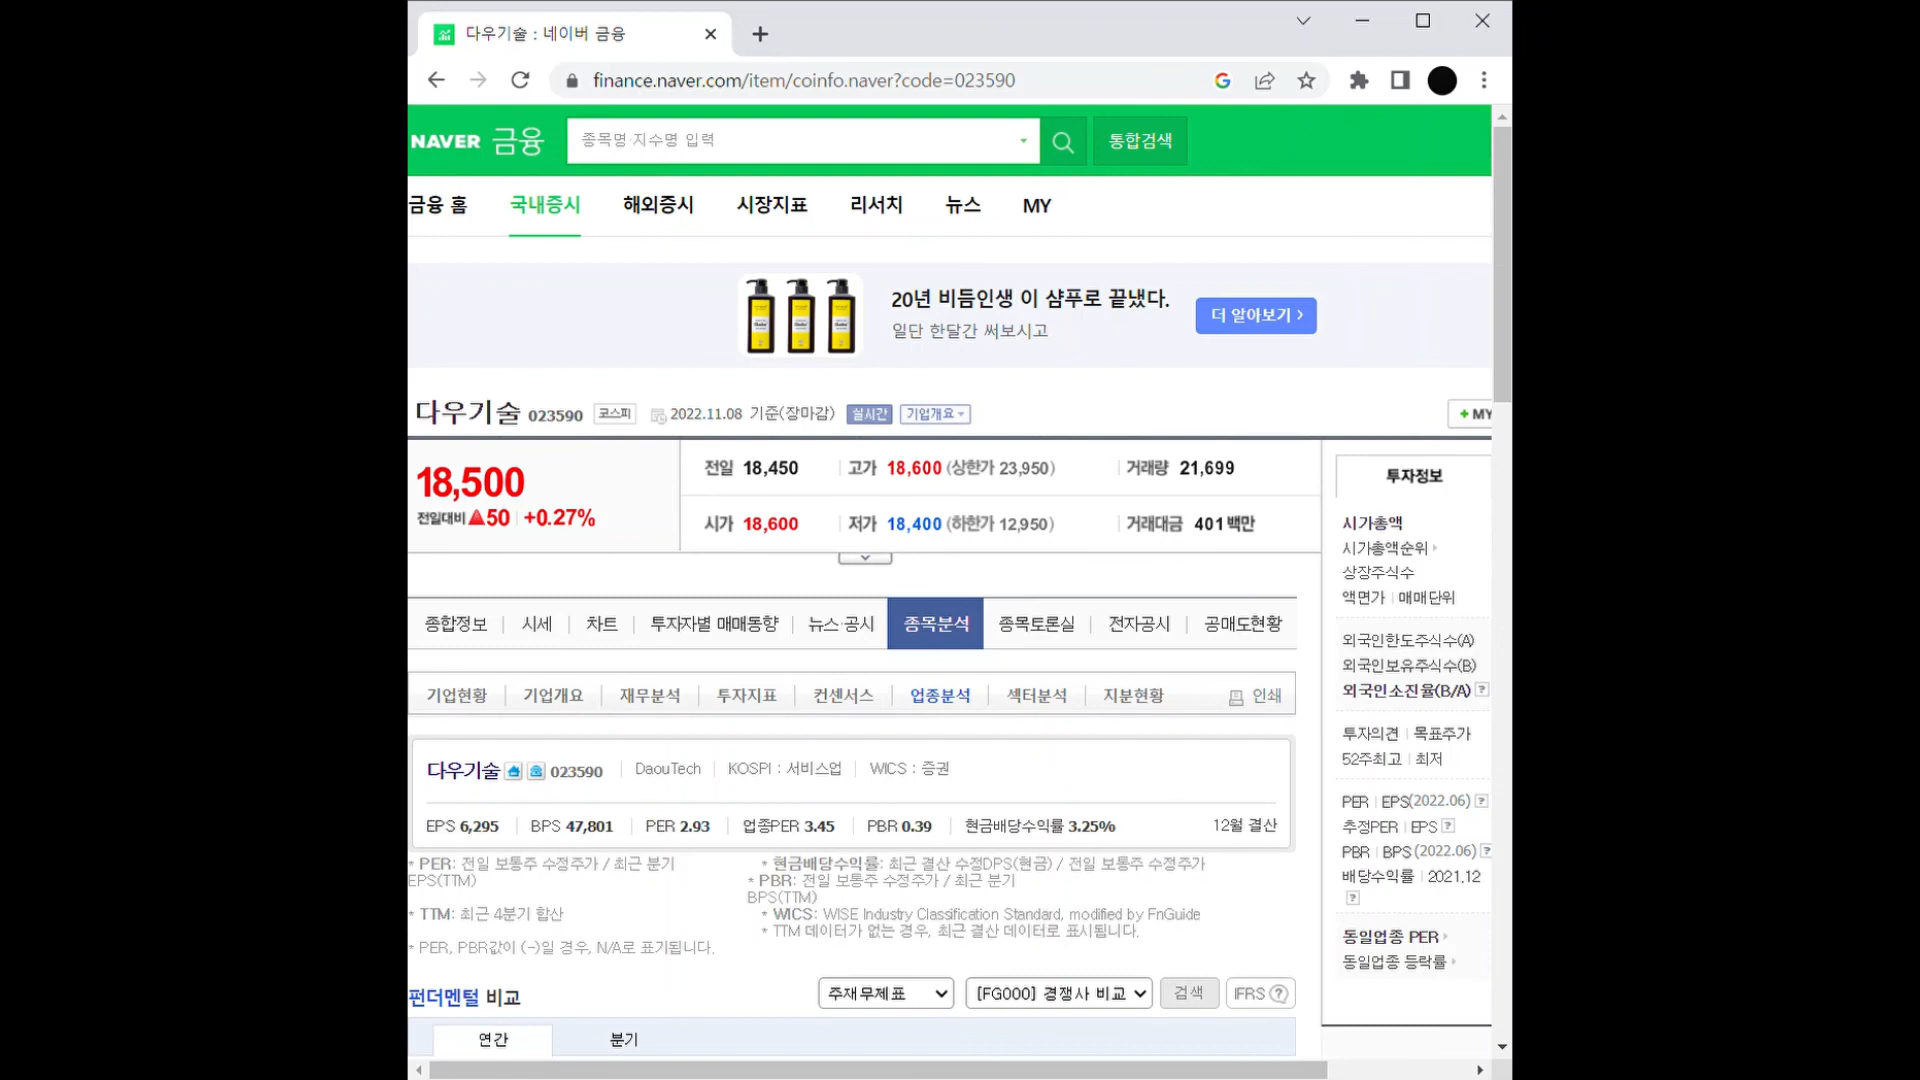 다우기술 : 네이버 금융
finance.naver.com/item/coinfo.naver?code=023590
NAVER 금융 종목명·지수명 입력 통합검색
금융 홈 국내증시 해외증시 시장지표 리서치 뉴스 MY
20년 비듬인생 이 샴푸로 끝냈다.
일단 한달간 써보시고
더 알아보기 ›
다우기술 023590 코스피 2022.11.08 기준(장마감) 실시간 기업개요 + MY
18,500
전일대비 ▲50 +0.27%
전일 18,450 고가 18,600 (상한가 23,950) 거래량 21,699
시가 18,600 저가 18,400 (하한가 12,950) 거래대금 401 백만
종합정보 시세 차트 투자자별 매매동향 뉴스·공시 종목분석 종목토론실 전자공시 공매도현황
기업현황 기업개요 재무분석 투자지표 컨센서스 업종분석 섹터분석 지분현황 인쇄
다우기술 023590 DaouTech KOSPI : 서비스업 WICS : 증권
EPS 6,295 BPS 47,801 PER 2.93 업종PER 3.45 PBR 0.39 현금배당수익률 3.25% 12월 결산
* PER: 전일 보통주 수정주가 / 최근 분기
EPS(TTM)
* TTM: 최근 4분기 합산
* PER, PBR값이 (-)일 경우, N/A로 표기됩니다.
* 현금배당수익률: 최근 결산 수정DPS(현금) / 전일 보통주 수정주가
* PBR: 전일 보통주 수정주가 / 최근 분기
BPS(TTM)
* WICS: WISE Industry Classification Standard, modified by FnGuide
* TTM 데이터가 없는 경우, 최근 결산 데이터로 표시됩니다.
펀더멘털 비교 주재무제표 [FG000] 경쟁사 비교 검색 IFRS ?
연간 분기
투자정보
시가총액
시가총액순위
상장주식수
액면가 매매단위
외국인한도주식수(A)
외국인보유주식수(B)
외국인소진율(B/A) ?
투자의견 목표주가
52주최고 최저
PER EPS(2022.06) ?
추정PER EPS ?
PBR BPS (2022.06) ?
배당수익률 2021.12
?
동일업종 PER
동일업종 등락률